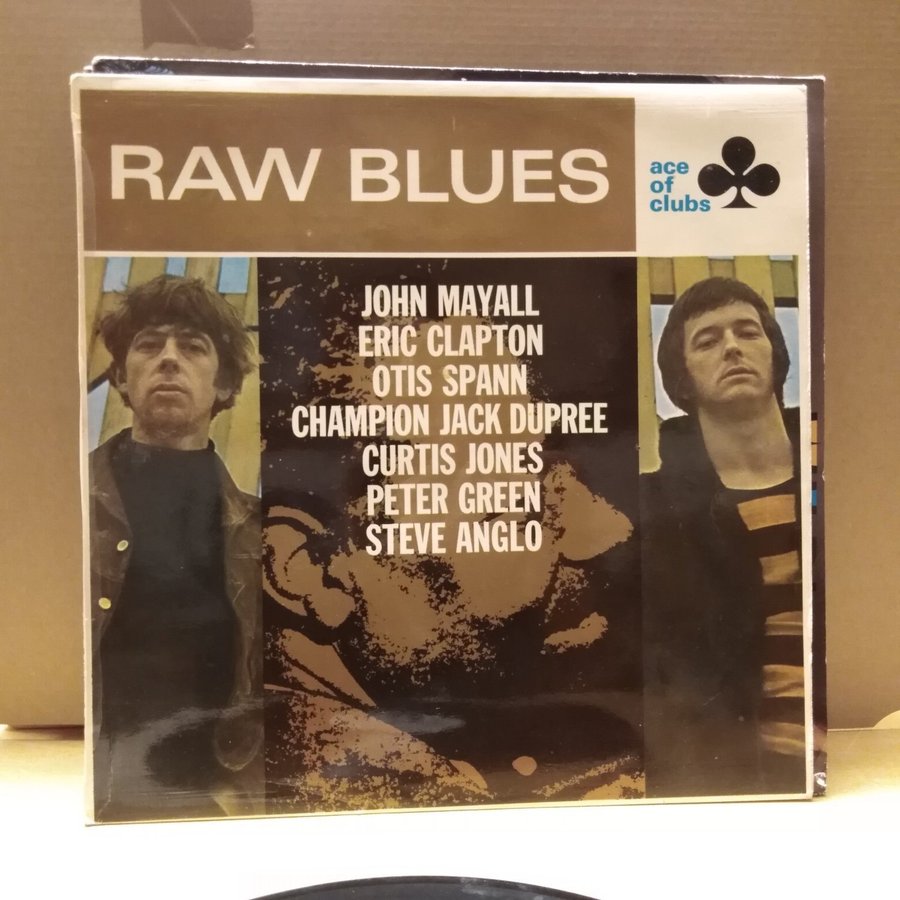 RAW BLUES
ace
of
clubs
JOHN MAYALL
ERIC CLAPTON
OTIS SPANN
CHAMPION JACK DUPREE
CURTIS JONES
PETER GREEN
STEVE ANGLO